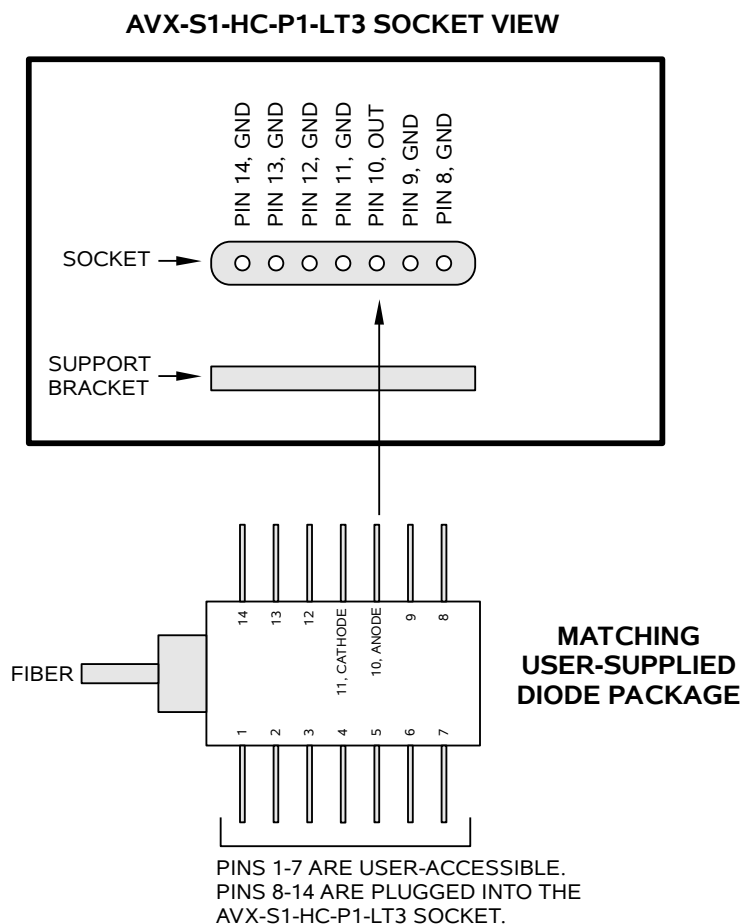 AVX-S1-HC-P1-LT3 SOCKET VIEW
PIN 14, GND
PIN 13, GND
PIN 12, GND
PIN 11, GND
PIN 10, OUT
PIN 9, GND
PIN 8, GND
SOCKET
SUPPORT
BRACKET
14
13
12
11, CATHODE
10, ANODE
9
8
FIBER
MATCHING
USER-SUPPLIED
DIODE PACKAGE
1
2
3
4
5
6
7
PINS 1-7 ARE USER-ACCESSIBLE.
PINS 8-14 ARE PLUGGED INTO THE
AVX-S1-HC-P1-LT3 SOCKET.